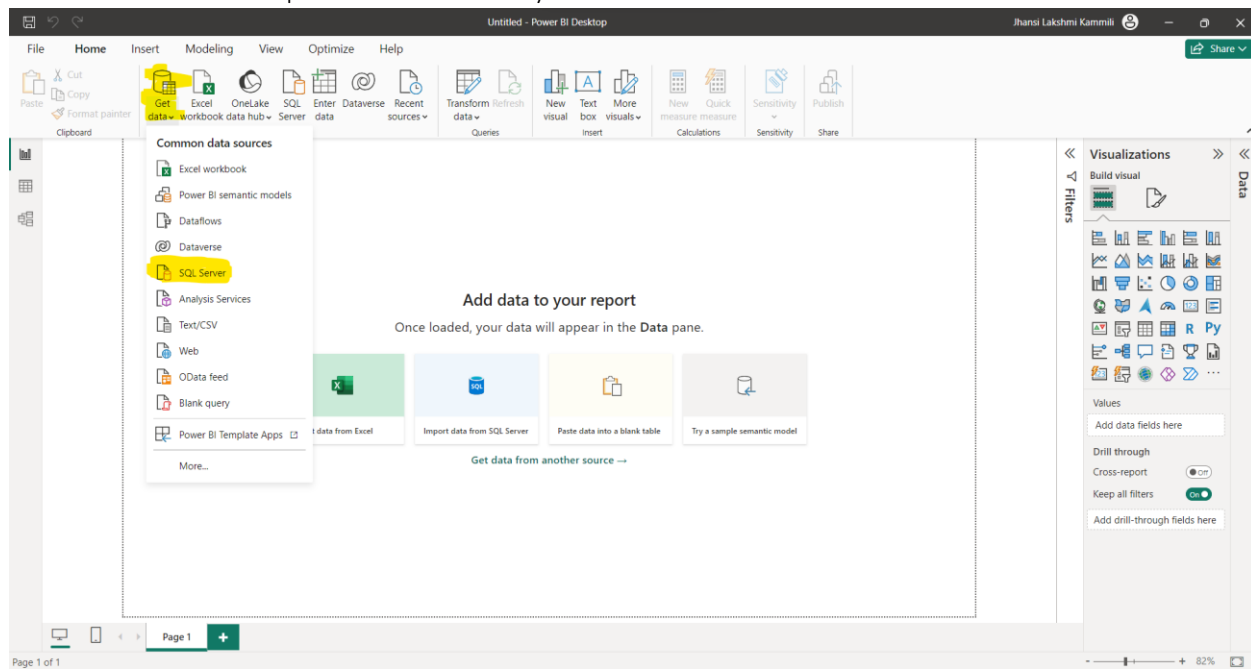 Untitled - Power BI Desktop
Jhansi Lakshmi Kammili
File Home Insert Modeling View Optimize Help
Share
Paste
Cut
Copy
Format painter
Clipboard
Get data
Excel workbook
OneLake data hub
SQL Server
Enter data
Dataverse
Recent sources
Transform data
Refresh
Queries
New visual
Text box
More visuals
Insert
New measure
Quick measure
Calculations
Sensitivity
Sensitivity
Publish
Share
Common data sources
Excel workbook
Power BI semantic models
Dataflows
Dataverse
SQL Server
Analysis Services
Text/CSV
Web
OData feed
Blank query
Power BI Template Apps
More...
Add data to your report
Once loaded, your data will appear in the Data pane.
SQL
data from Excel
Import data from SQL Server
Paste data into a blank table
Try a sample semantic model
Get data from another source →
Filters
Visualizations
Build visual
123
R Py
Values
Add data fields here
Drill through
Cross-report
Off
Keep all filters
On
Add drill-through fields here
Data
Page 1
Page 1 of 1
- + 82%